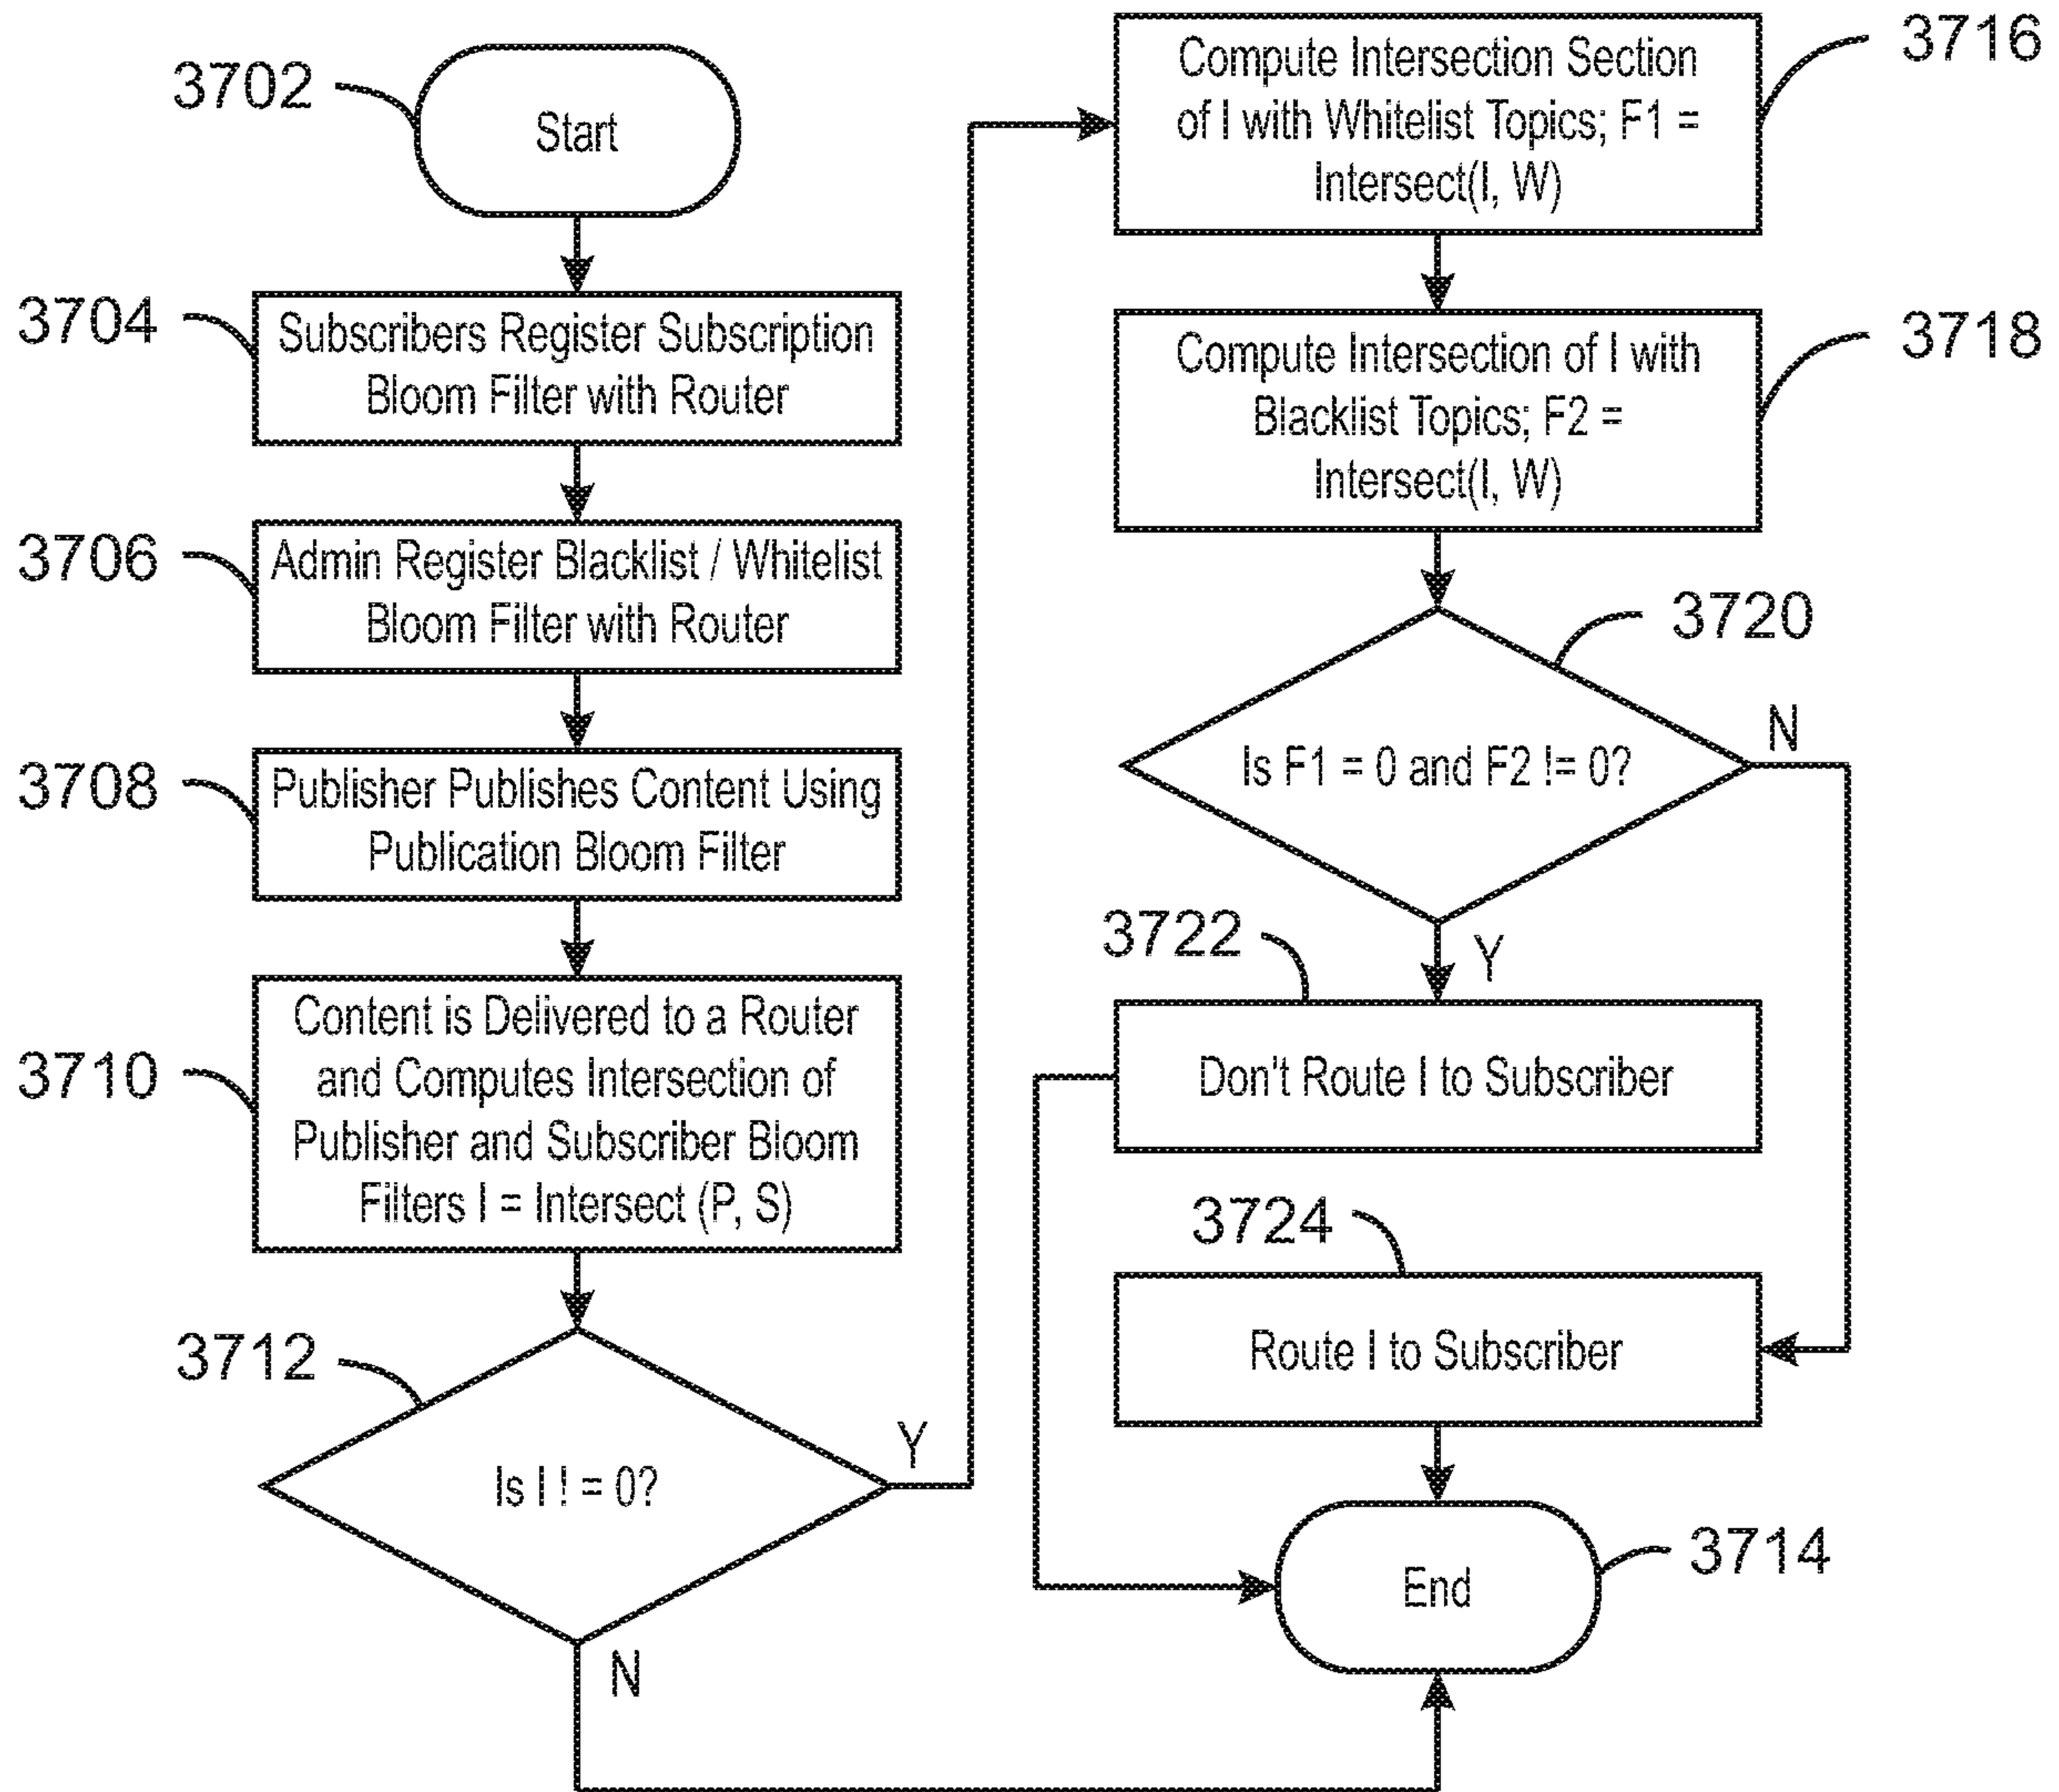 3702
Start
3704
Subscribers Register Subscription
Bloom Filter with Router
3706
Admin Register Blacklist / Whitelist
Bloom Filter with Router
3708
Publisher Publishes Content Using
Publication Bloom Filter
3710
Content is Delivered to a Router
and Computes Intersection of
Publisher and Subscriber Bloom
Filters I = Intersect (P, S)
3712
Is I ! = 0?
Y
N
3716
Compute Intersection Section
of I with Whitelist Topics; F1 =
Intersect(I, W)
3718
Compute Intersection of I with
Blacklist Topics; F2 =
Intersect(I, W)
3720
Is F1 = 0 and F2 != 0?
N
Y
3722
Don't Route I to Subscriber
3724
Route I to Subscriber
End
3714